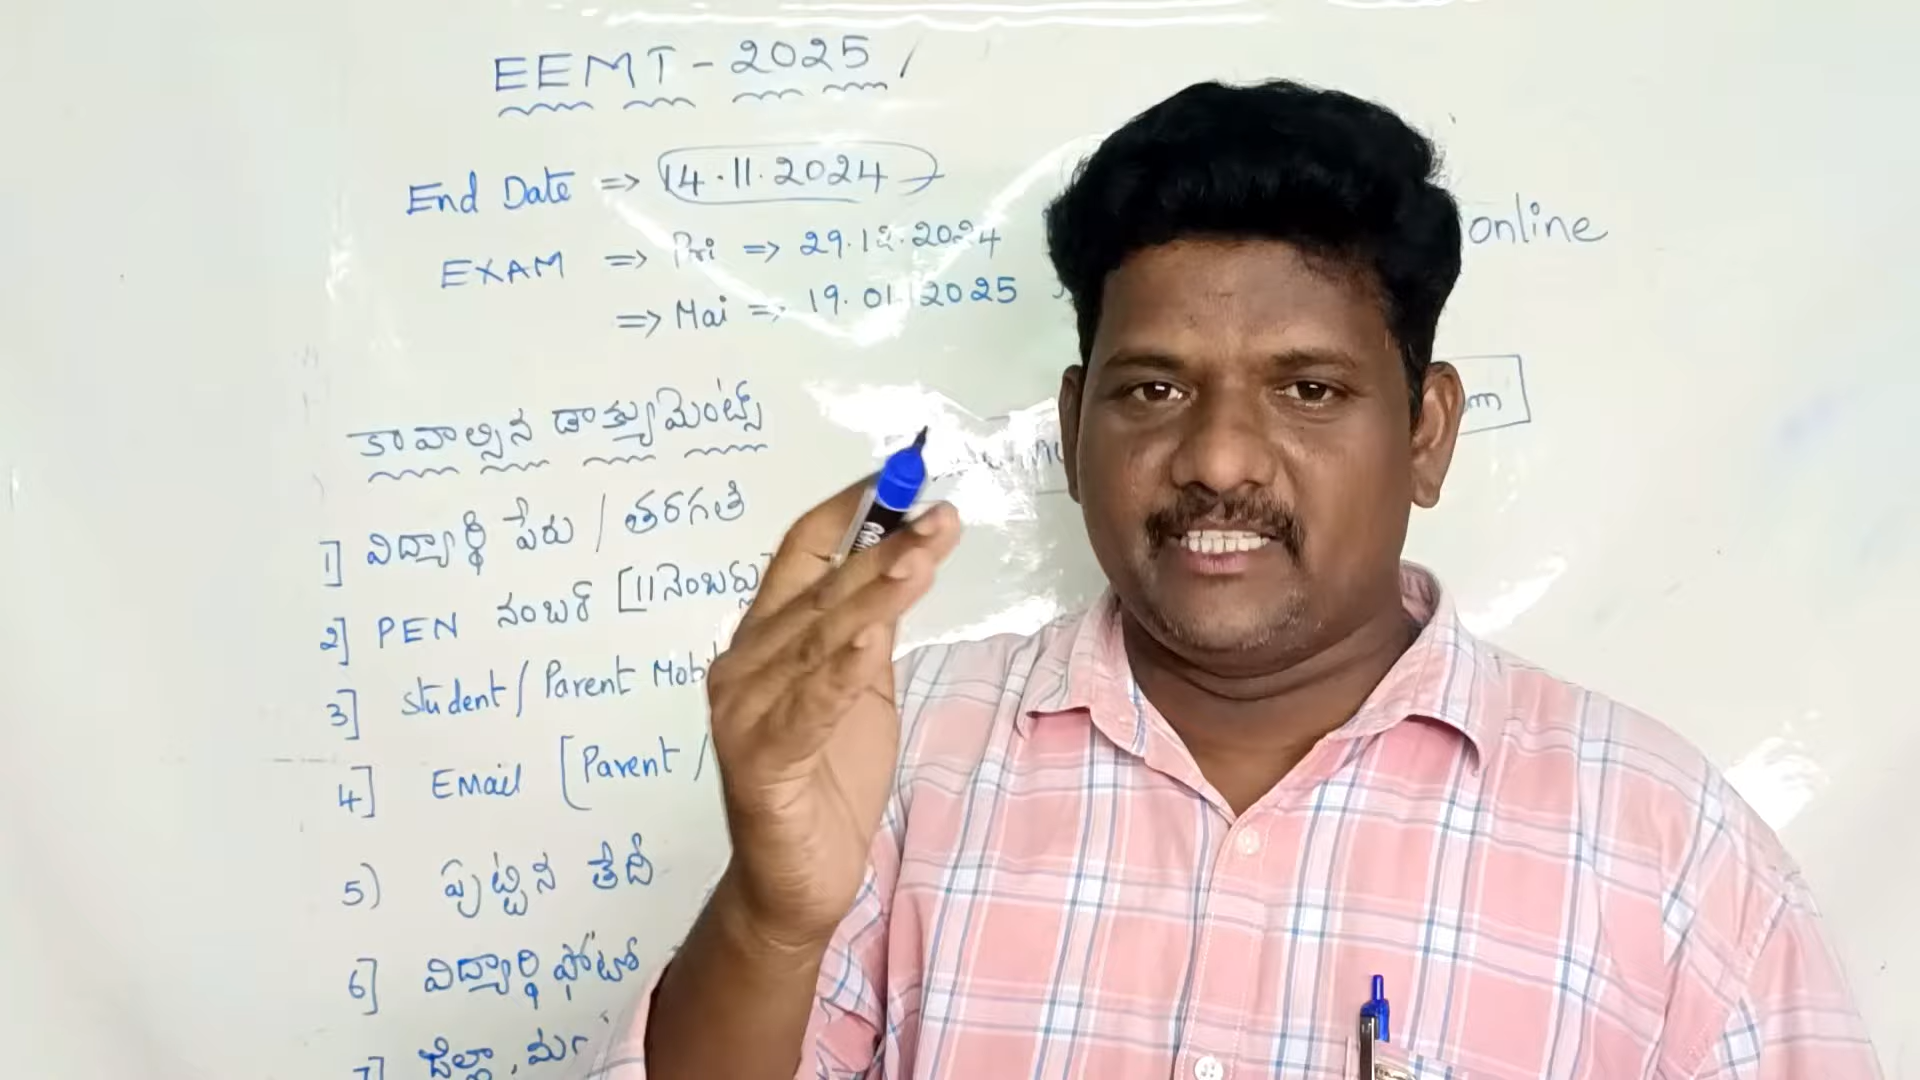 EEMT - 2025
End Date => 14.11.2024
online
EXAM => Pri => 29.12.2024
=> Mai => 19.01.2025
కావాల్సిన డాక్యుమెంట్స్
1] విద్యార్థి పేరు / తరగతి
2] PEN నంబర్ [11 నెంబర్లు]
3] Student / Parent
4] EMail [Parent /
5) పుట్టిన తేదీ
6] విద్యార్థి ఫోటో
7] జిల్లా,